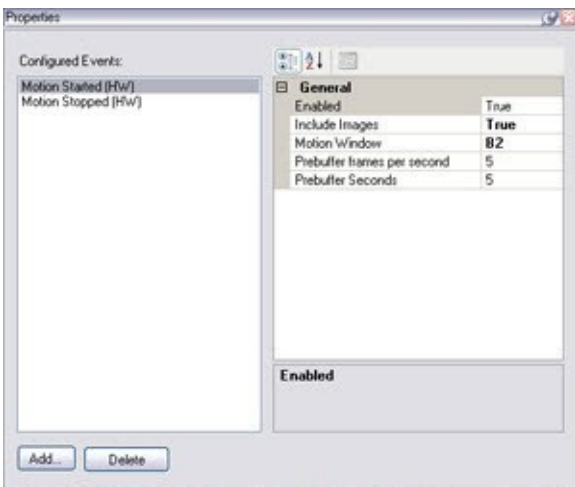 Properties
Configured Events:
Motion Started (HW)
Motion Stopped (HW)
General
Enabled True
Include Images True
Motion Window B2
Prebuffer frames per second 5
Prebuffer Seconds 5
Enabled
Add...
Delete